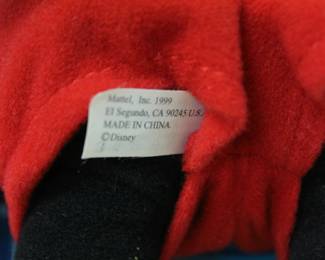 Mattel, Inc. 1999
El Segundo, CA 90245 U.S.
MADE IN CHINA
©Disney